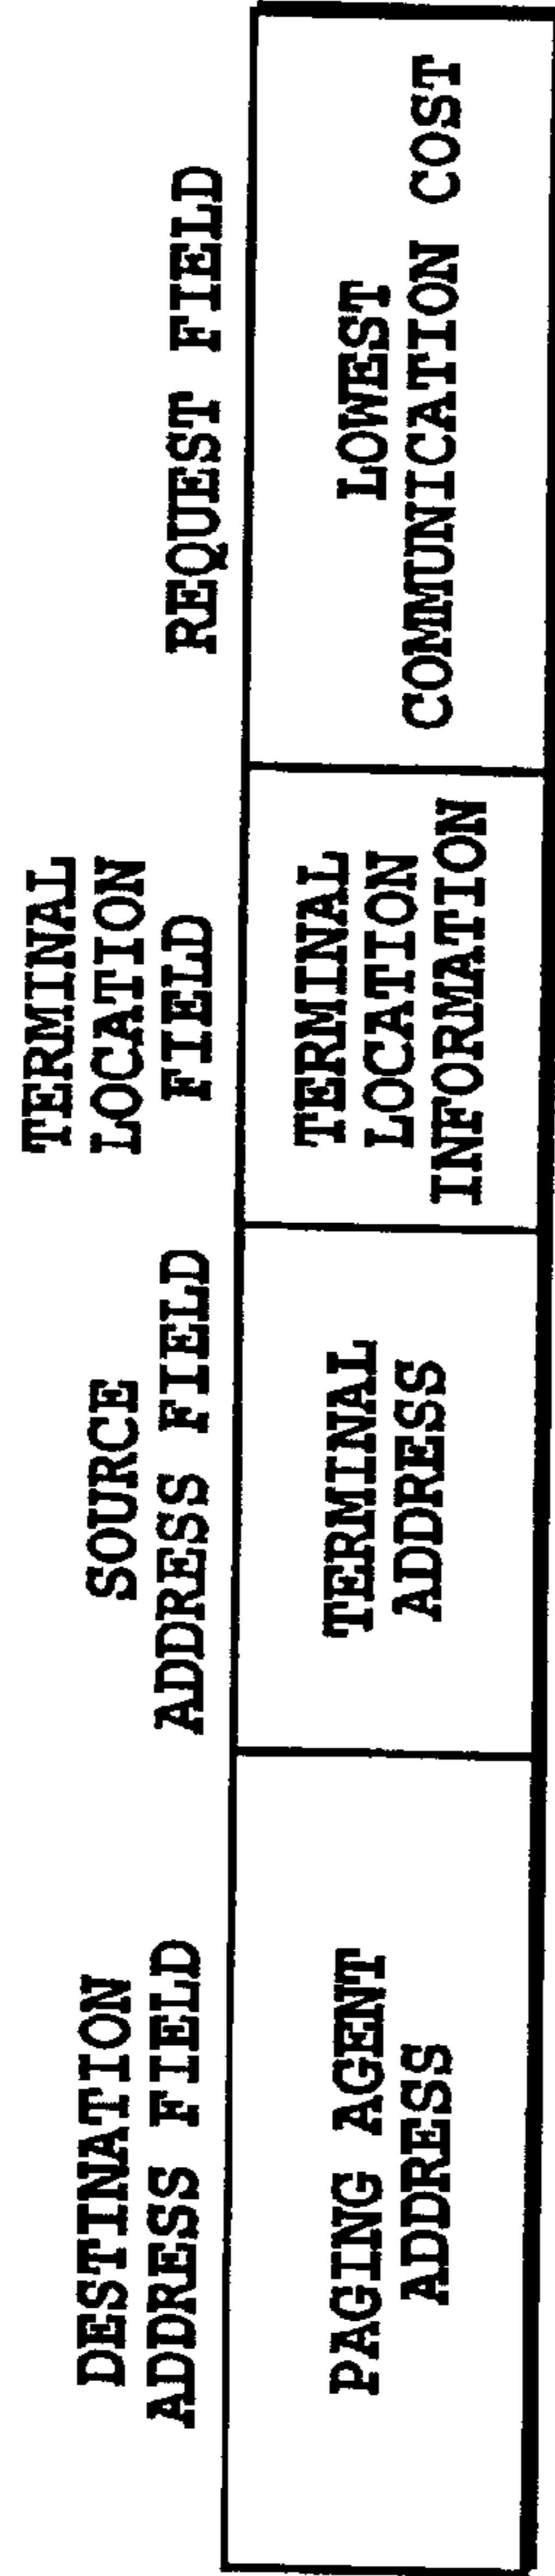 DESTINATION
ADDRESS FIELD
SOURCE
ADDRESS FIELD
TERMINAL
LOCATION
FIELD
REQUEST FIELD
PAGING AGENT
ADDRESS
TERMINAL
ADDRESS
TERMINAL
LOCATION
INFORMATION
LOWEST
COMMUNICATION COST